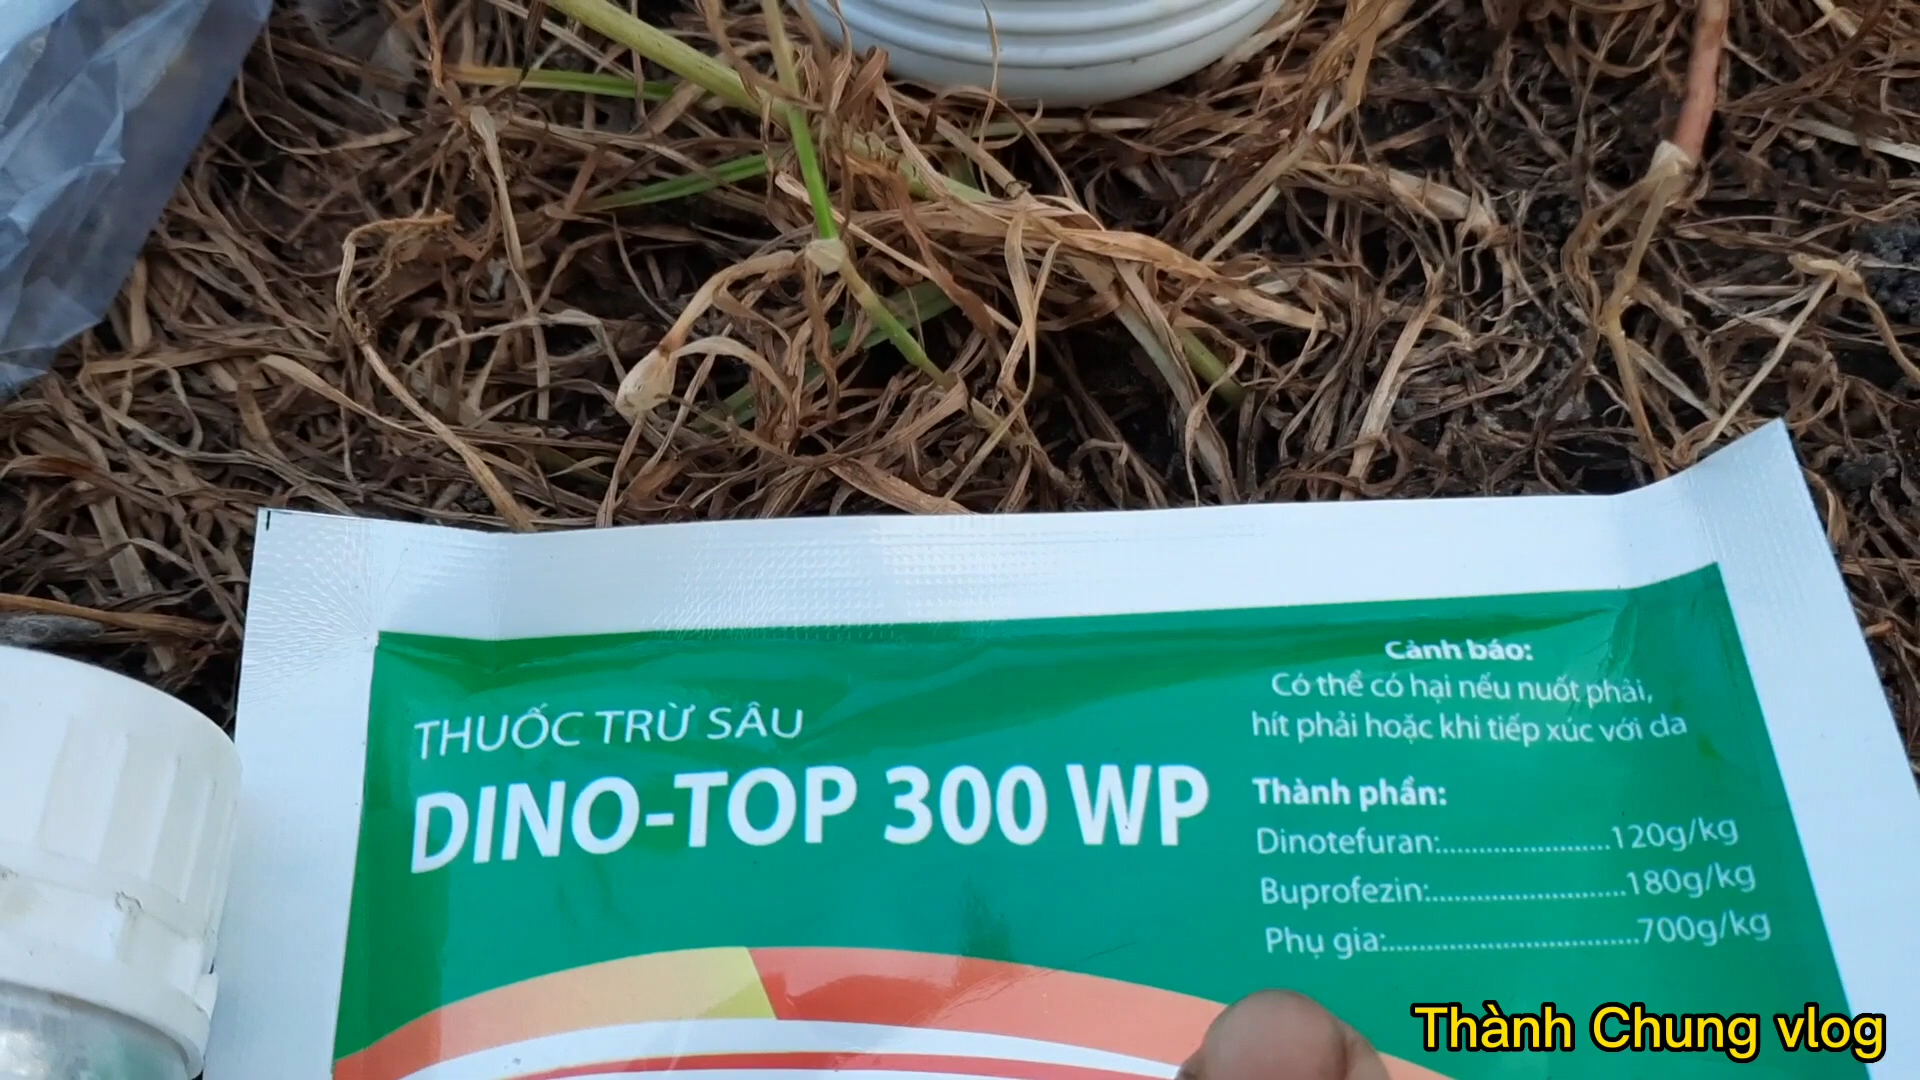 THUỐC TRỪ SÂU
DINO-TOP 300 WP
Cảnh báo:
Có thể có hại nếu nuốt phải,
hít phải hoặc khi tiếp xúc với da
Thành phần:
Dinotefuran:......................120g/kg
Buprofezin:.........................180g/kg
Phụ gia:................................700g/kg
Thành Chung vlog